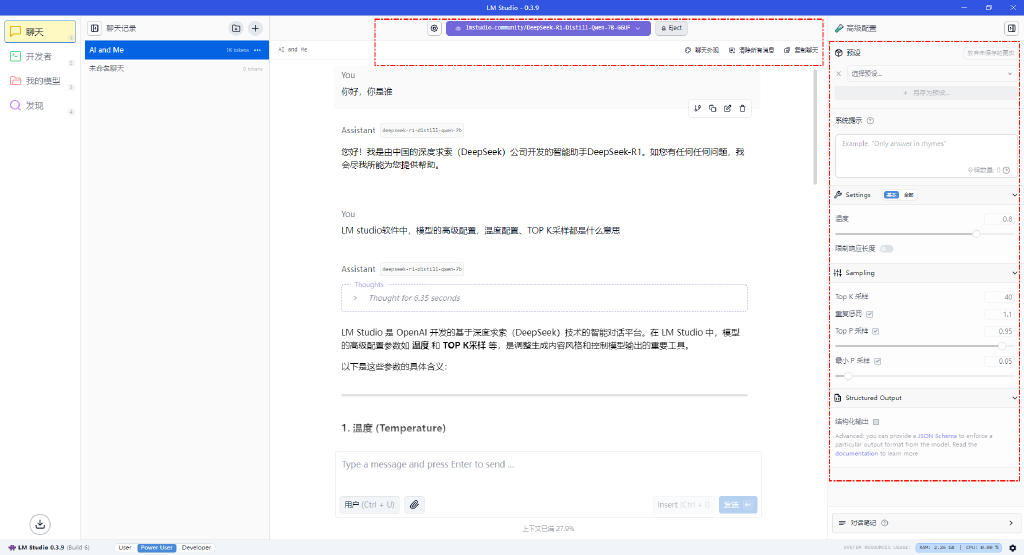 LM Studio - 0.3.9
聊天
1
开发者
2
我的模型
3
发现
4
聊天记录
AI and Me
1K tokens
未命名聊天
0 tokens
lmstudio-community/DeepSeek-R1-Distill-Qwen-7B-GGUF
Eject
AI and Me
聊天外观
清除所有消息
复制聊天
You
你好，你是谁
Assistant deepseek-r1-distill-qwen-7b
您好！我是由中国的深度求索（DeepSeek）公司开发的智能助手DeepSeek-R1。如您有任何任何问题，我
会尽我所能为您提供帮助。
You
LM studio软件中，模型的高级配置，温度配置、TOP K采样都是什么意思
Assistant deepseek-r1-distill-qwen-7b
Thoughts
Thought for 6.35 seconds
LM Studio 是 OpenAI 开发的基于深度求索（DeepSeek）技术的智能对话平台。在 LM Studio 中，模型
的高级配置参数如 温度 和 TOP K采样 等，是调整生成内容风格和控制模型输出的重要工具。
以下是这些参数的具体含义：
1. 温度 (Temperature)
Type a message and press Enter to send ...
用户 (Ctrl + U)
Insert (Ctrl + I)
发送
上下文已满 27.9%
高级配置
预设
选择预设...
+ 另存为预设...
系统提示
Example, "Only answer in rhymes"
Settings 基本 全部
温度 0.8
限制响应长度
Sampling
Top K 采样 40
重复惩罚 1.1
Top P 采样 0.95
最小 P 采样 0.05
Structured Output
结构化输出
Advanced: you can provide a JSON Schema to enforce a
particular output format from the model. Read the
documentation to learn more
对话笔记
LM Studio 0.3.9 (Build 6)
User
Power User
Developer
SYSTEM RESOURCES USAGE:
RAM: 2.26 GB | CPU: 0.00 %